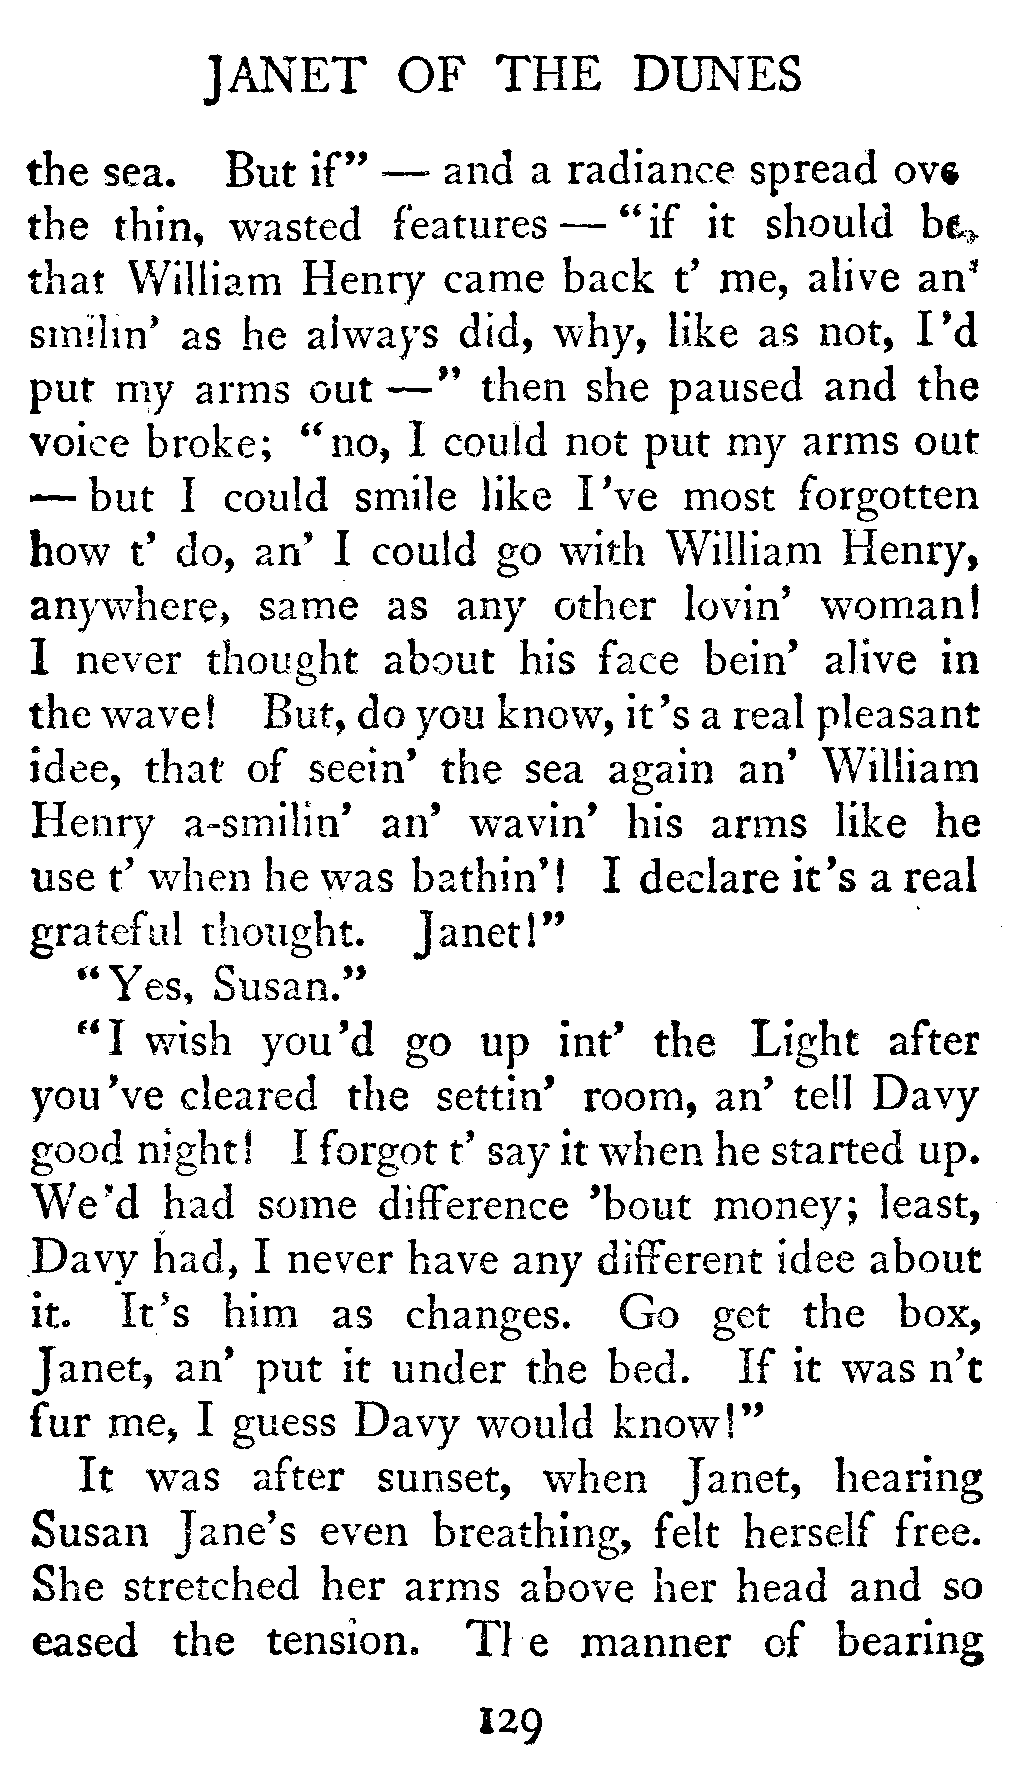 JANET OF THE DUNES
the sea. But if” — and a radiance spread ove
the thin, wasted features — “if it should be,
that William Henry came back t’ me, alive an’
smilin’ as he always did, why, like as not, I’d
put my arms out —” then she paused and the
voice broke; “no, I could not put my arms out
— but I could smile like I’ve most forgotten
how t’ do, an’ I could go with William Henry,
anywhere, same as any other lovin’ woman!
I never thought about his face bein’ alive in
the wave! But, do you know, it’s a real pleasant
idee, that of seein’ the sea again an’ William
Henry a-smilin’ an’ wavin’ his arms like he
use t’ when he was bathin’! I declare it’s a real
grateful thought. Janet!”
“Yes, Susan.”
“I wish you’d go up int’ the Light after
you’ve cleared the settin’ room, an’ tell Davy
good night! I forgot t’ say it when he started up.
We’d had some difference ’bout money; least,
Davy had, I never have any different idee about
it. It’s him as changes. Go get the box,
Janet, an’ put it under the bed. If it was n’t
fur me, I guess Davy would know!”
It was after sunset, when Janet, hearing
Susan Jane’s even breathing, felt herself free.
She stretched her arms above her head and so
eased the tension. The manner of bearing
129